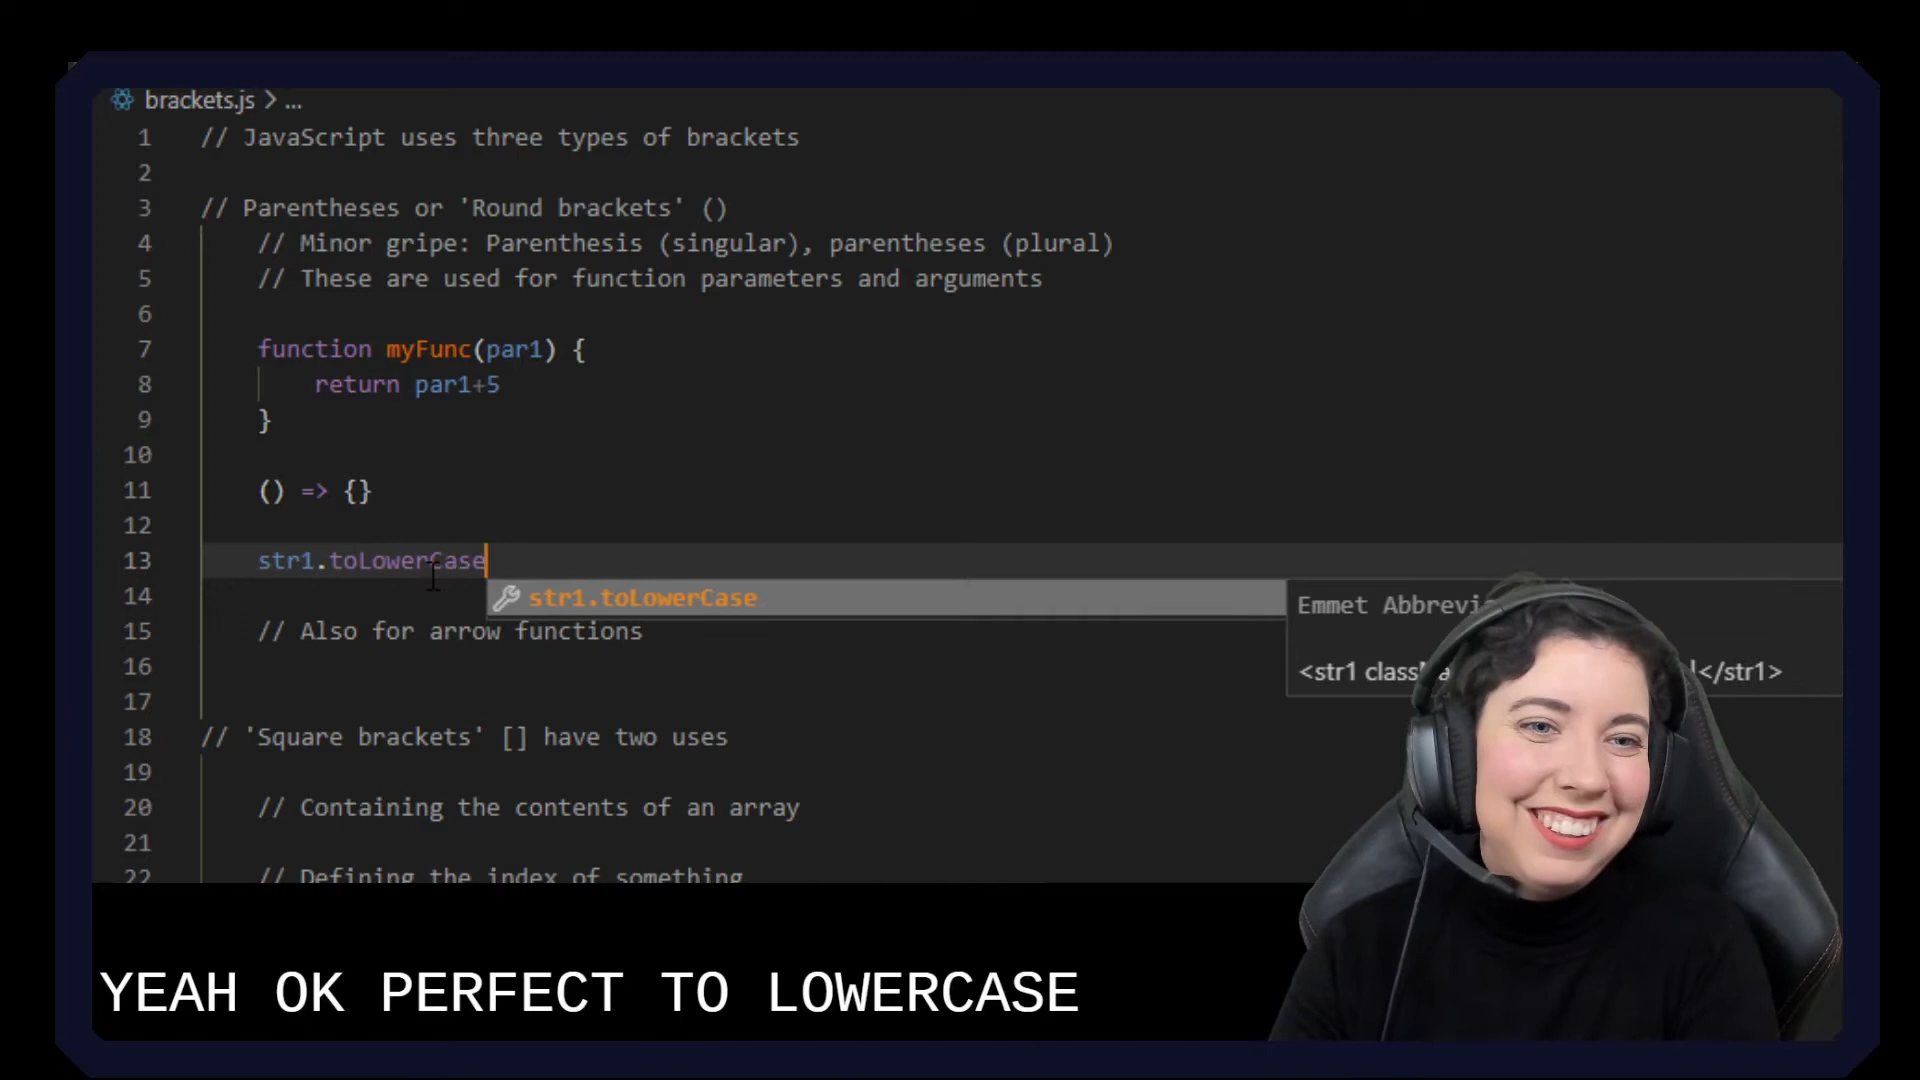 brackets.js > ...
1 // JavaScript uses three types of brackets
2
3 // Parentheses or 'Round brackets' ()
4 // Minor gripe: Parenthesis (singular), parentheses (plural)
5 // These are used for function parameters and arguments
6
7 function myFunc(par1) {
8 return par1+5
9 }
10
11 () => {}
12
13 str1.toLowerCase
14 str1.toLowerCase
Emmet
15 // Also for arrow functions
16 <str1 </str1>
17
18 // 'Square brackets' [] have two uses
19
20 // Containing the contents of an array
21
22 // Defining the index of something
YEAH OK PERFECT TO LOWERCASE